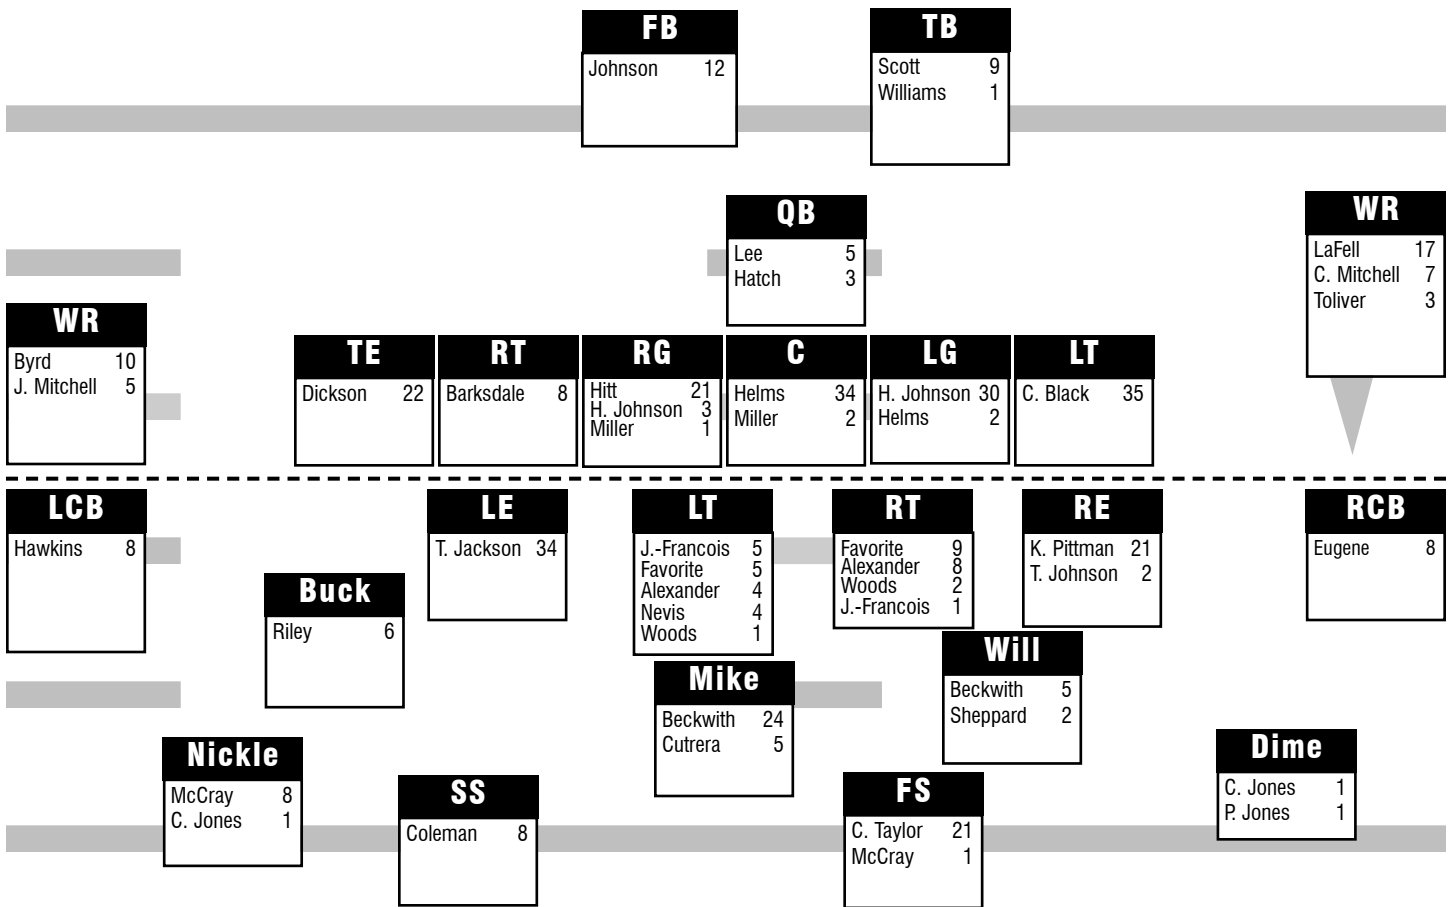 FB
Johnson 12
TB
Scott 9
Williams 1
QB
Lee 5
Hatch 3
WR
LaFell 17
C. Mitchell 7
Toliver 3
WR
Byrd 10
J. Mitchell 5
TE
Dickson 22
RT
Barksdale 8
RG
Hitt 21
H. Johnson 3
Miller 1
C
Helms 34
Miller 2
LG
H. Johnson 30
Helms 2
LT
C. Black 35
LCB
Hawkins 8
Buck
Riley 6
LE
T. Jackson 34
LT
J.-Francois 5
Favorite 5
Alexander 4
Nevis 4
Woods 1
RT
Favorite 9
Alexander 8
Woods 2
J.-Francois 1
RE
K. Pittman 21
T. Johnson 2
RCB
Eugene 8
Mike
Beckwith 24
Cutrera 5
Will
Beckwith 5
Sheppard 2
Nickle
McCray 8
C. Jones 1
SS
Coleman 8
FS
C. Taylor 21
McCray 1
Dime
C. Jones 1
P. Jones 1